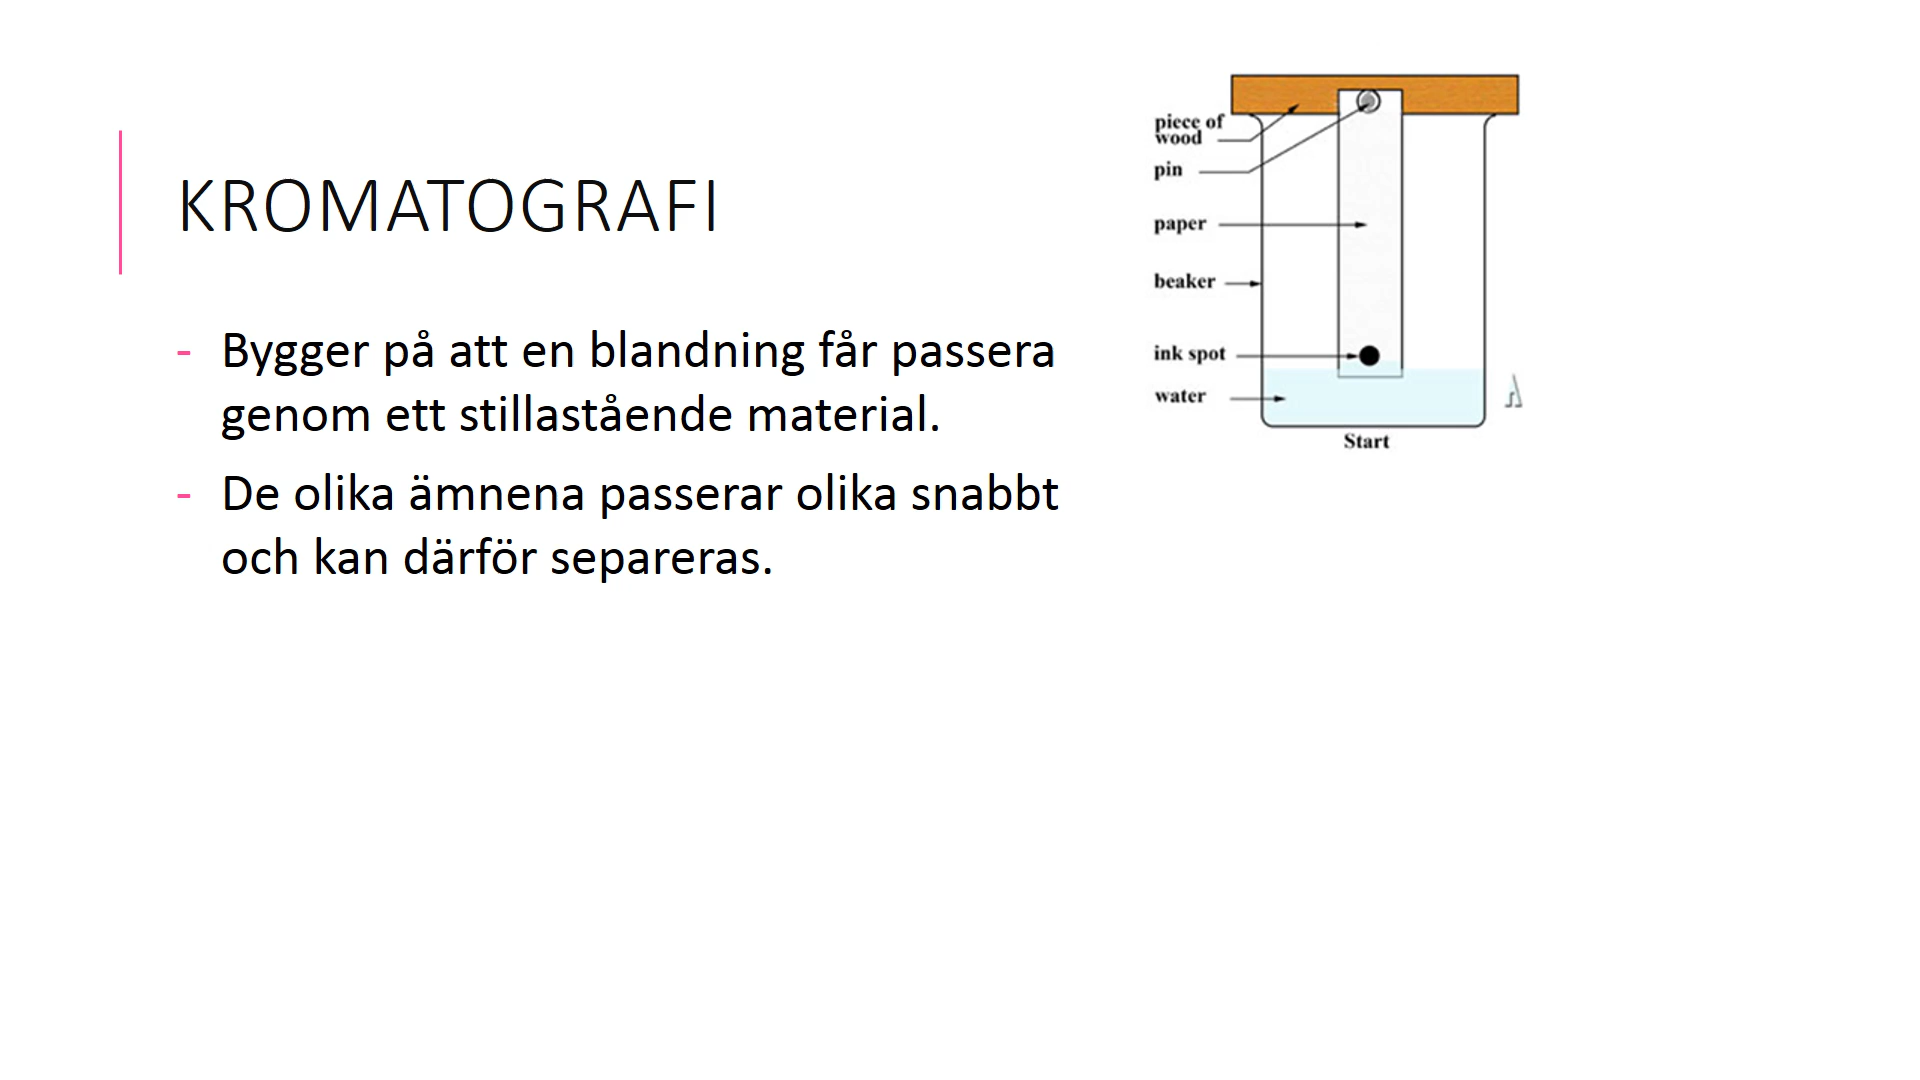 KROMATOGRAFI
- Bygger på att en blandning får passera
genom ett stillastående material.
- De olika ämnena passerar olika snabbt
och kan därför separeras.
piece of
wood
pin
paper
beaker
ink spot
water
Start